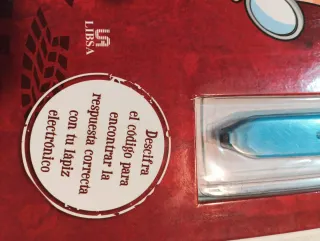 LIBSA
Descifra
el código para
encontrar la
respuesta correcta
con tu lápiz
electrónico